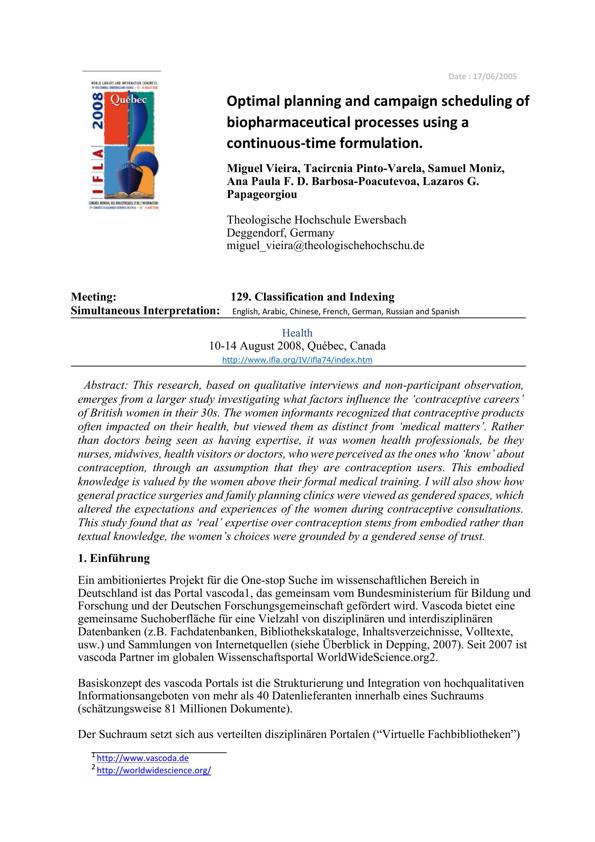 Date : 17/06/2005
WORLD LIBRARY AND INFORMATION CONGRESS:
Québec
IFLA 2008
Optimal planning and campaign scheduling of
biopharmaceutical processes using a
continuous-time formulation.
Miguel Vieira, Tacircnia Pinto-Varela, Samuel Moniz,
Ana Paula F. D. Barbosa-Poacutevoa, Lazaros G.
Papageorgiou
Theologische Hochschule Ewersbach
Deggendorf, Germany
miguel_vieira@theologischehochschu.de
Meeting: 129. Classification and Indexing
Simultaneous Interpretation: English, Arabic, Chinese, French, German, Russian and Spanish
Health
10-14 August 2008, Québec, Canada
http://www.ifla.org/IV/ifla74/index.htm
Abstract: This research, based on qualitative interviews and non-participant observation,
emerges from a larger study investigating what factors influence the ‘contraceptive careers’
of British women in their 30s. The women informants recognized that contraceptive products
often impacted on their health, but viewed them as distinct from ‘medical matters’. Rather
than doctors being seen as having expertise, it was women health professionals, be they
nurses, midwives, health visitors or doctors, who were perceived as the ones who ‘know’ about
contraception, through an assumption that they are contraception users. This embodied
knowledge is valued by the women above their formal medical training. I will also show how
general practice surgeries and family planning clinics were viewed as gendered spaces, which
altered the expectations and experiences of the women during contraceptive consultations.
This study found that as ‘real’ expertise over contraception stems from embodied rather than
textual knowledge, the women’s choices were grounded by a gendered sense of trust.
1. Einführung
Ein ambitioniertes Projekt für die One-stop Suche im wissenschaftlichen Bereich in
Deutschland ist das Portal vascoda1, das gemeinsam vom Bundesministerium für Bildung und
Forschung und der Deutschen Forschungsgemeinschaft gefördert wird. Vascoda bietet eine
gemeinsame Suchoberfläche für eine Vielzahl von disziplinären und interdisziplinären
Datenbanken (z.B. Fachdatenbanken, Bibliothekskataloge, Inhaltsverzeichnisse, Volltexte,
usw.) und Sammlungen von Internetquellen (siehe Überblick in Depping, 2007). Seit 2007 ist
vascoda Partner im globalen Wissenschaftsportal WorldWideScience.org2.
Basiskonzept des vascoda Portals ist die Strukturierung und Integration von hochqualitativen
Informationsangeboten von mehr als 40 Datenlieferanten innerhalb eines Suchraums
(schätzungsweise 81 Millionen Dokumente).
Der Suchraum setzt sich aus verteilten disziplinären Portalen (“Virtuelle Fachbibliotheken”)
1 http://www.vascoda.de
2 http://worldwidescience.org/